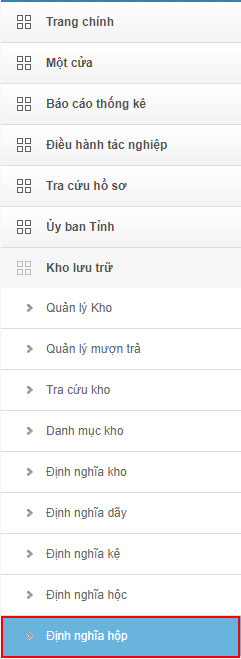 Trang chính
Một cửa
Báo cáo thống kê
Điều hành tác nghiệp
Tra cứu hồ sơ
Ủy ban Tỉnh
Kho lưu trữ
Quản lý Kho
Quản lý mượn trả
Tra cứu kho
Danh mục kho
Định nghĩa kho
Định nghĩa dãy
Định nghĩa kệ
Định nghĩa hộc
Định nghĩa hộp